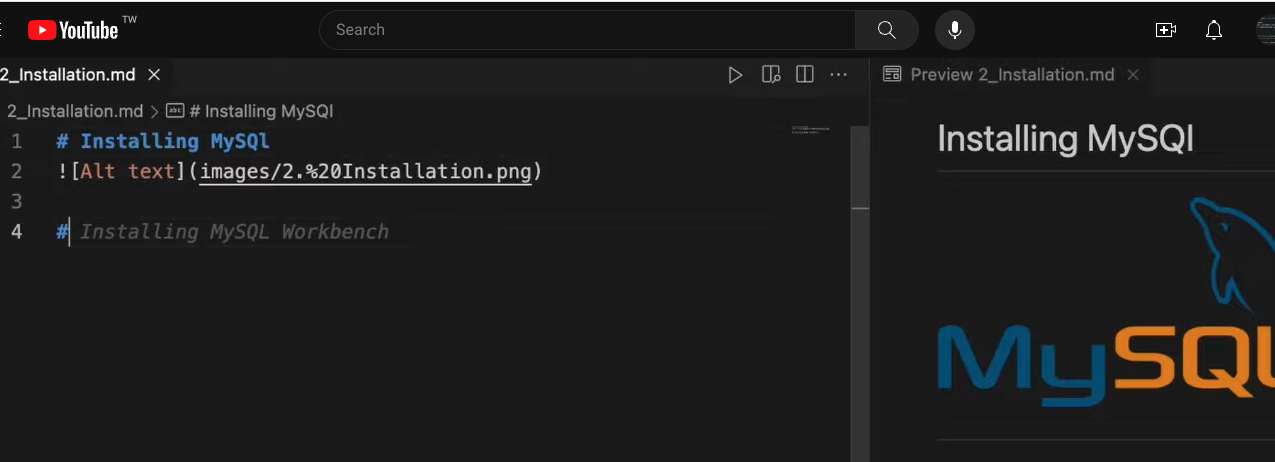 YouTube TW
Search
2_Installation.md
Preview 2_Installation.md
2_Installation.md > # Installing MySQl
1 # Installing MySQl
2 ![Alt text](images/2.%20Installation.png)
3
4 # Installing MySQL Workbench
Installing MySQl
MySQL